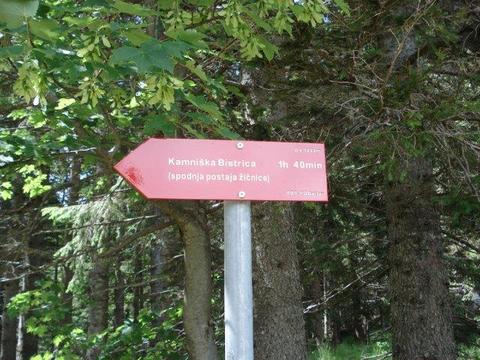 Kamniška Bistrica 1h 40min
(spodnja postaja žičnice)